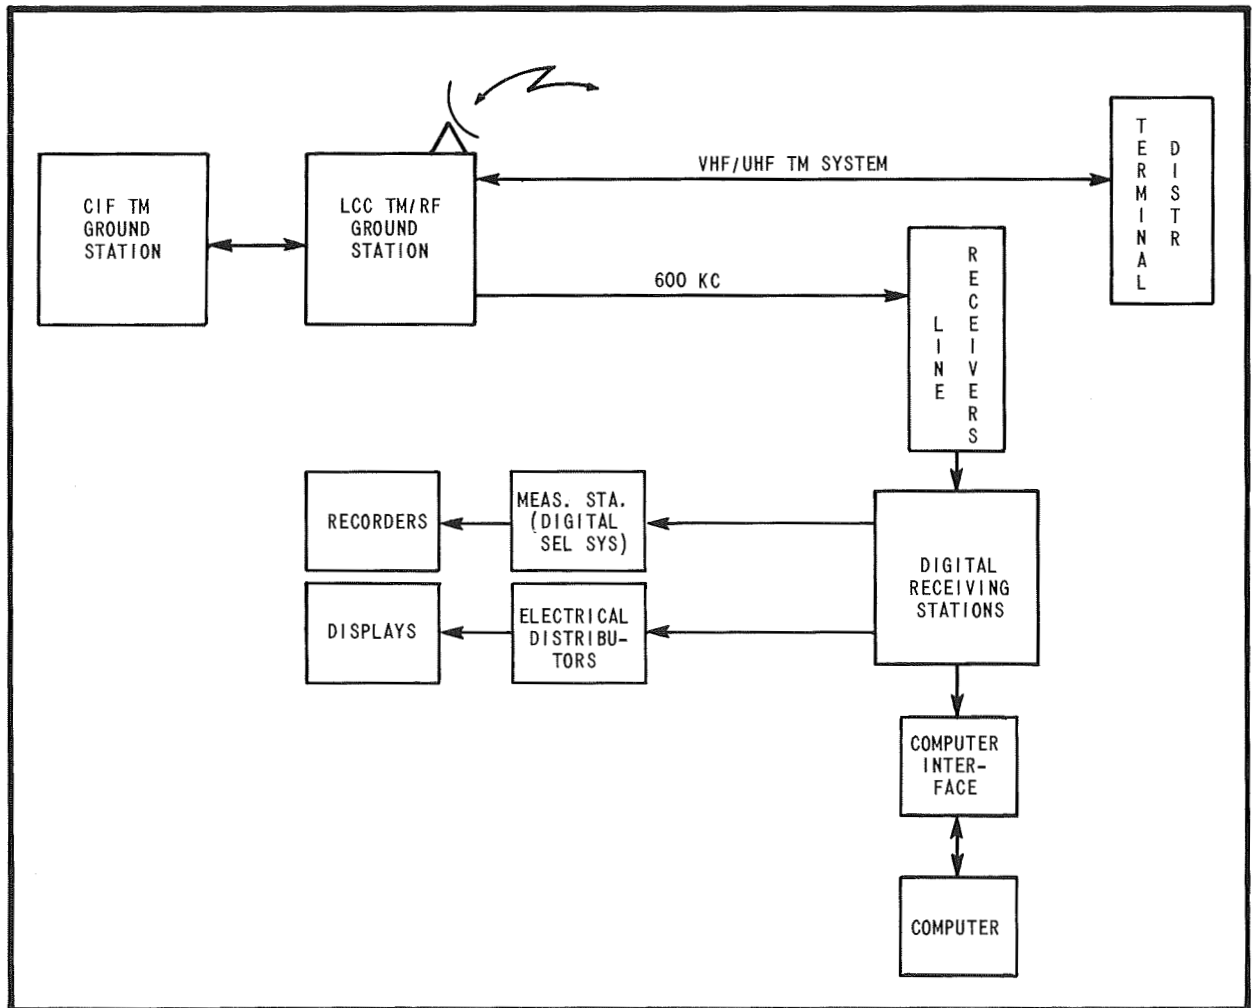 CIF TM
GROUND
STATION
LCC TM/RF
GROUND
STATION
VHF/UHF TM SYSTEM
TERMINAL
DISTR
600 KC
LINE
RECEIVERS
RECORDERS
MEAS. STA.
(DIGITAL
SEL SYS)
DIGITAL
RECEIVING
STATIONS
DISPLAYS
ELECTRICAL
DISTRIBU-
TORS
COMPUTER
INTER-
FACE
COMPUTER